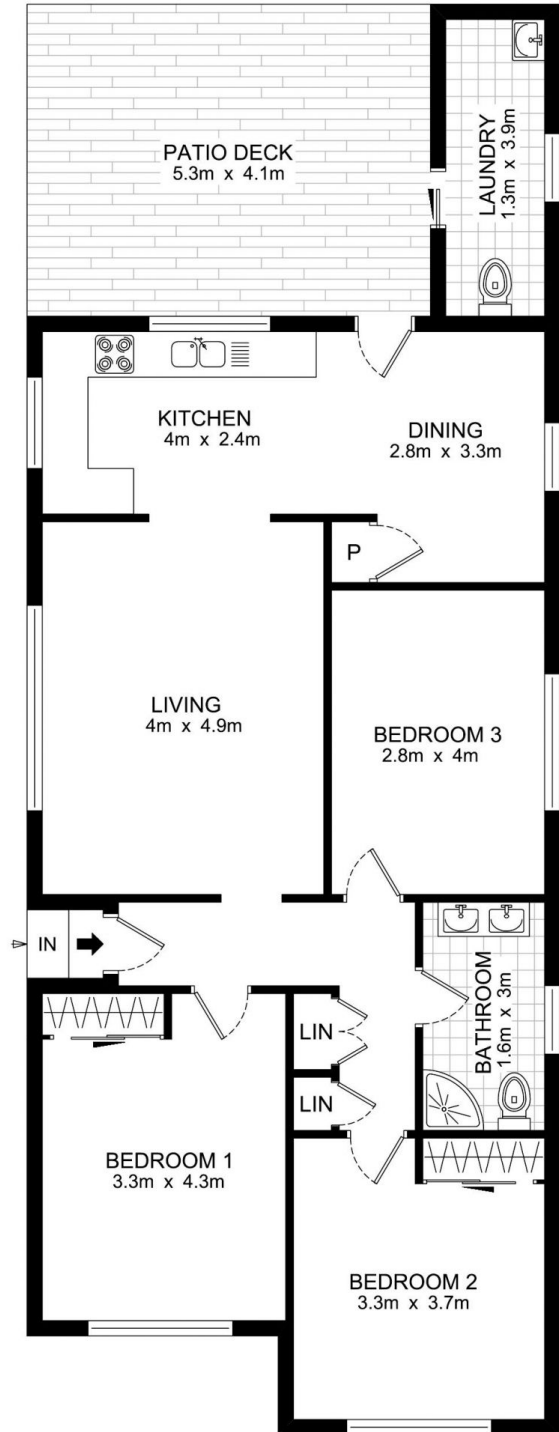 PATIO DECK
5.3m x 4.1m
LAUNDRY
1.3m x 3.9m
KITCHEN
4m x 2.4m
DINING
2.8m x 3.3m
P
LIVING
4m x 4.9m
BEDROOM 3
2.8m x 4m
IN
LIN
LIN
BATHROOM
1.6m x 3m
BEDROOM 1
3.3m x 4.3m
BEDROOM 2
3.3m x 3.7m